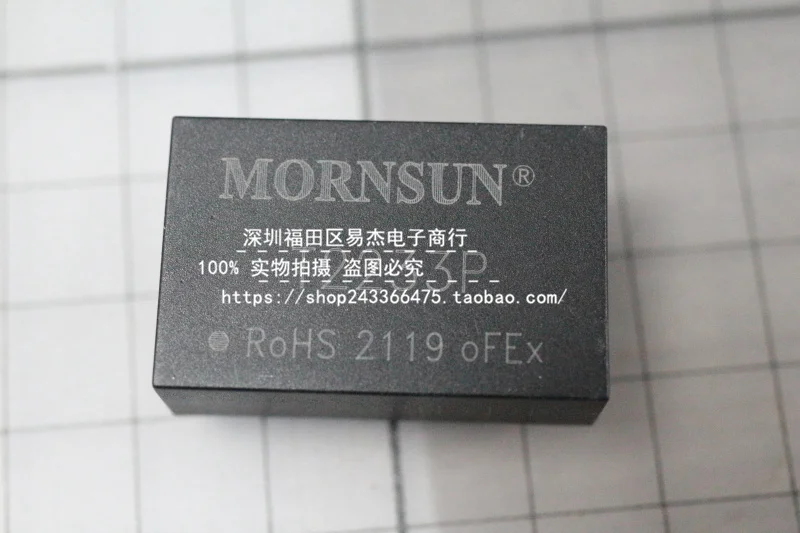 MORNSUN®
深圳福田区易杰电子商行
T2233P
100% 实物拍摄 盗图必究
https://shop243366475.taobao.com/
RoHS 2119 oFEx